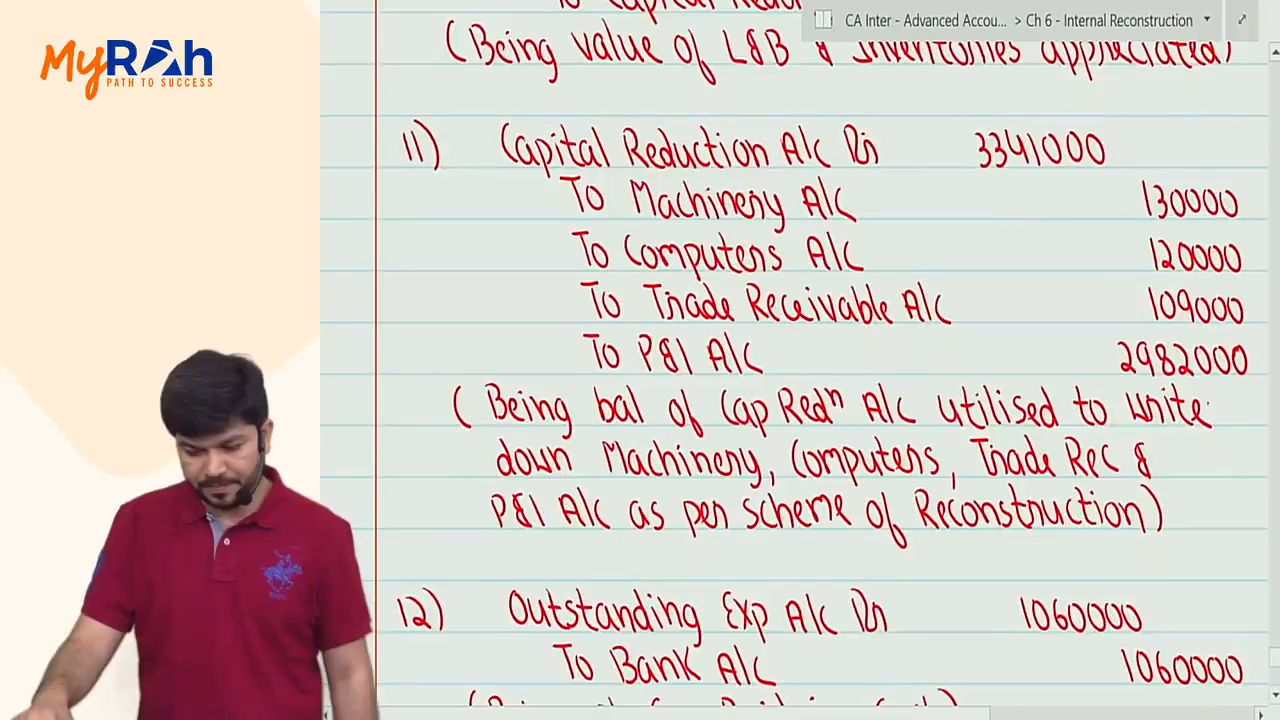 CA Inter - Advanced Accou... > Ch 6 - Internal Reconstruction
MyRAh
PATH TO SUCCESS
To Capital
(Being value of L&B & Inventories appreciated)
11) Capital Reduction A/c Dr 3341000
To Machinery A/c 130000
To Computers A/c 120000
To Trade Receivable A/c 109000
To P&l A/c 2982000
(Being bal of Cap Redn A/c utilised to write
down Machinery, Computers, Trade Rec &
P&l A/c as per scheme of Reconstruction)
12) Outstanding Exp A/c Dr 1060000
To Bank A/c 1060000